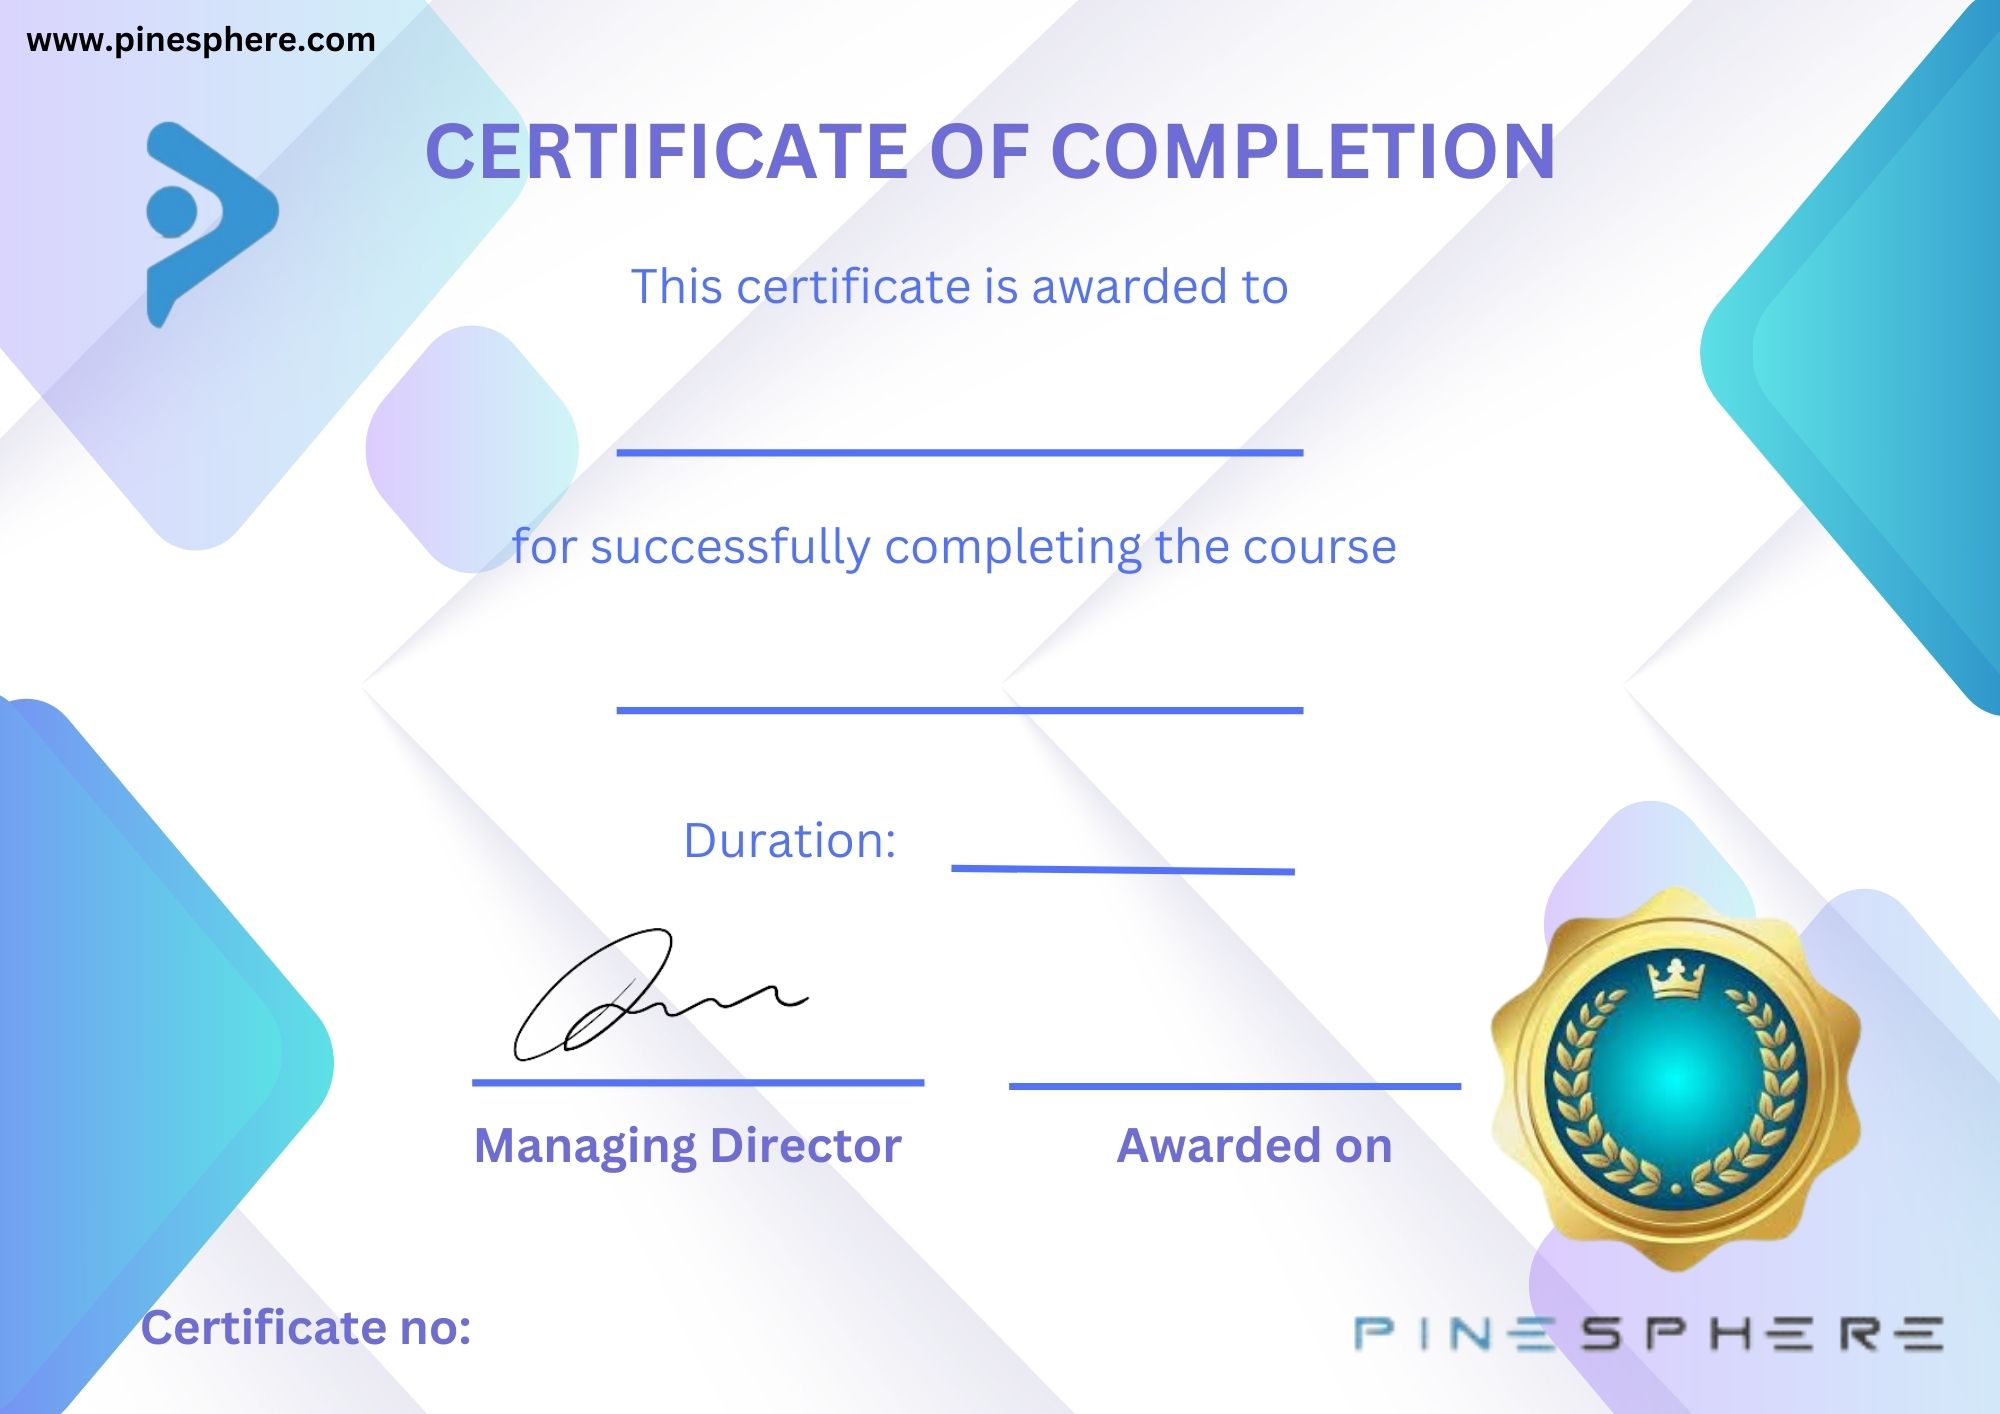 www.pinesphere.com
CERTIFICATE OF COMPLETION
This certificate is awarded to
for successfully completing the course
Duration:
Managing Director
Awarded on
Certificate no:
PINESPHERE